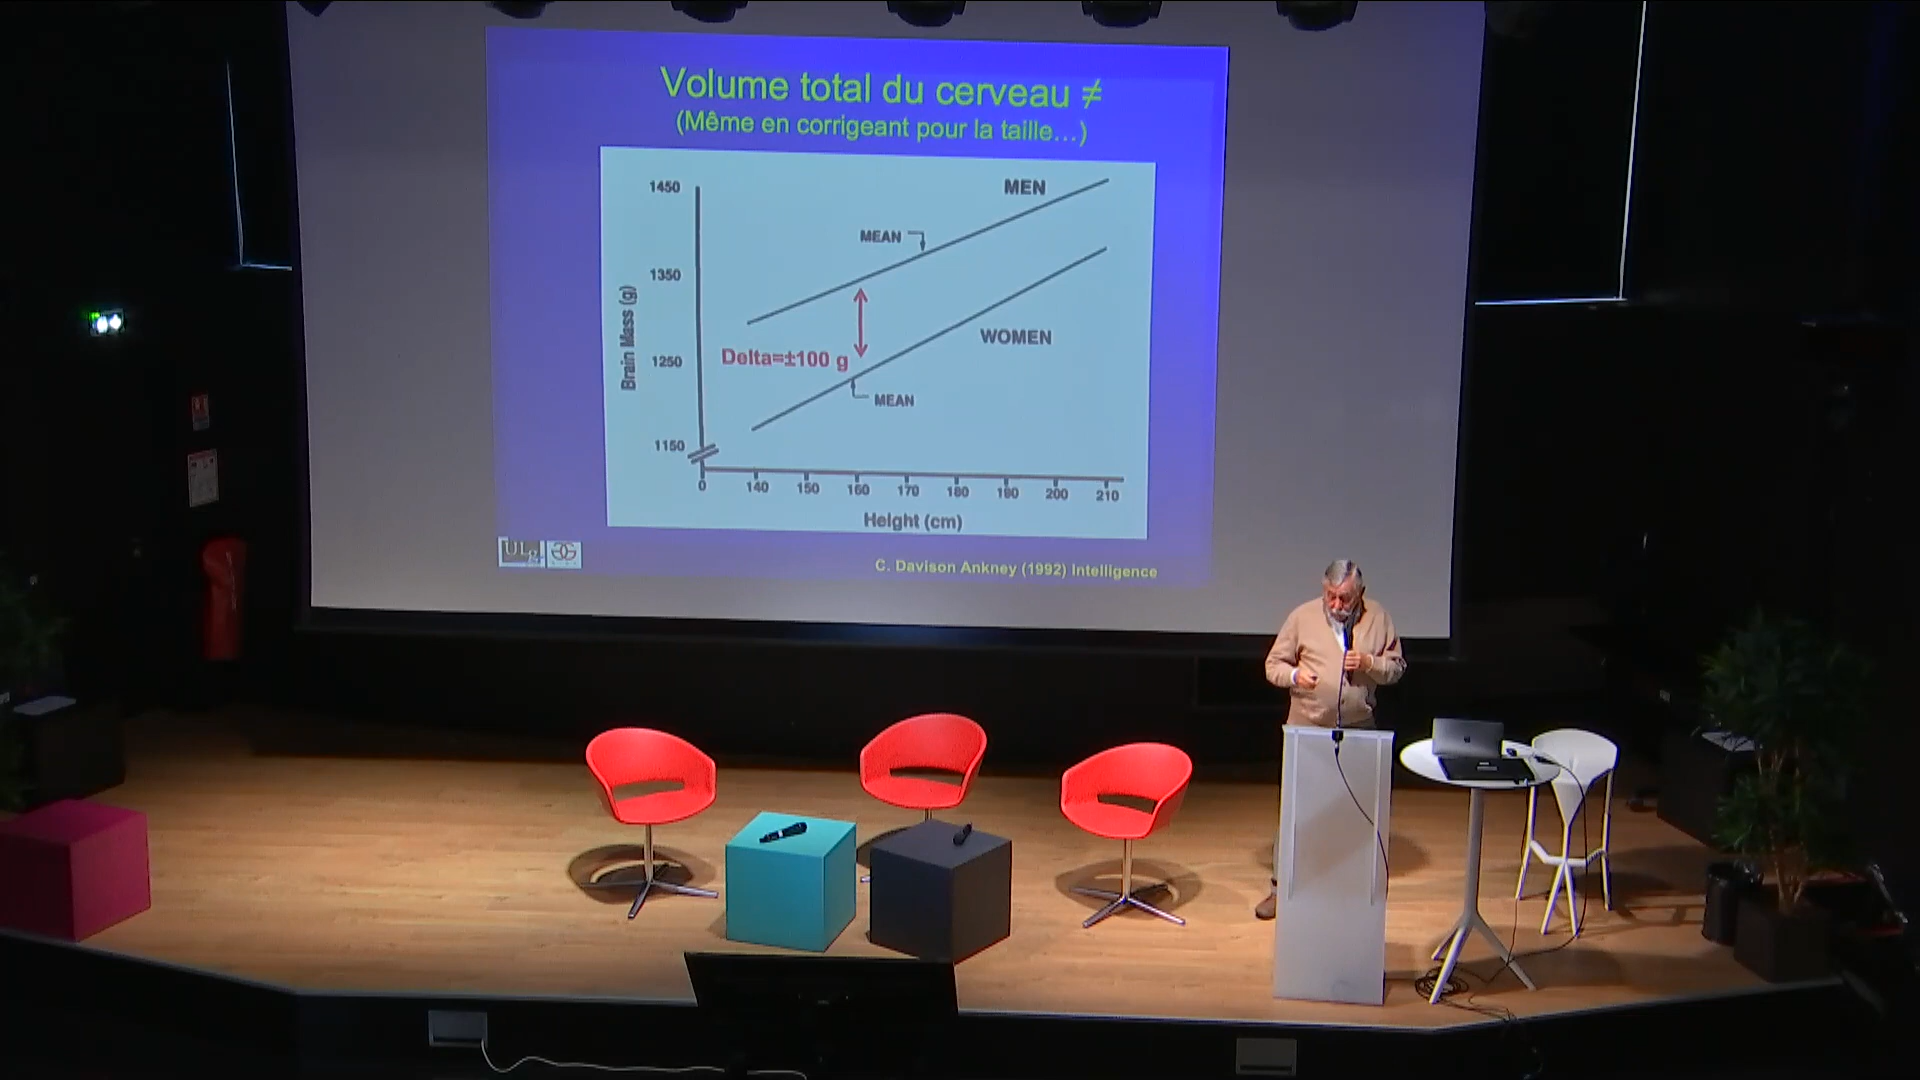 Volume total du cerveau ≠
(Même en corrigeant pour la taille...)
1450
MEN
MEAN
1350
Brain Mass (g)
WOMEN
Delta=±100 g
1250
MEAN
1150
0 140 150 160 170 180 190 200 210
Height (cm)
ULg
C. Davison Ankney (1992) Intelligence